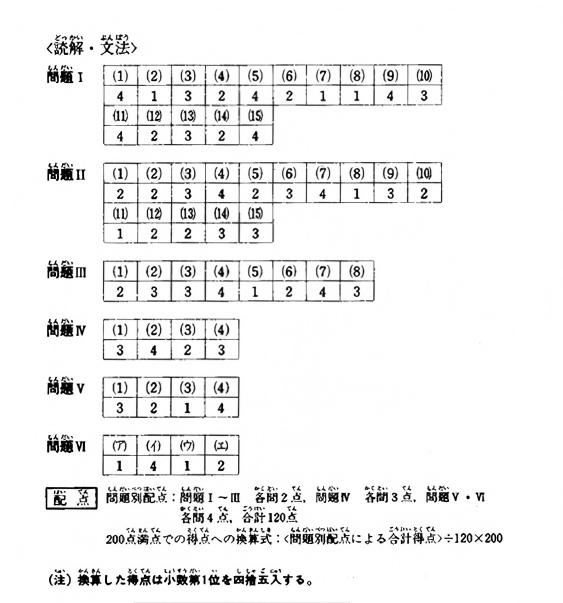 〈読解・文法〉
問題Ⅰ
(1) (2) (3) (4) (5) (6) (7) (8) (9) (10)
4 1 3 2 4 2 1 1 4 3
(11) (12) (13) (14) (15)
4 2 3 2 4
問題Ⅱ
(1) (2) (3) (4) (5) (6) (7) (8) (9) (10)
2 2 3 4 2 3 4 1 3 2
(11) (12) (13) (14) (15)
1 2 2 3 3
問題Ⅲ
(1) (2) (3) (4) (5) (6) (7) (8)
2 3 3 4 1 2 4 3
問題Ⅳ
(1) (2) (3) (4)
3 4 2 3
問題Ⅴ
(1) (2) (3) (4)
3 2 1 4
問題Ⅵ
(ア) (イ) (ウ) (エ)
1 4 1 2
配点 問題別配点：問題Ⅰ～Ⅲ 各問2点，問題Ⅳ 各問3点，問題Ⅴ・Ⅵ
各問4点，合計120点
200点満点での得点への換算式：〈問題別配点による合計得点〉÷120×200
（注）換算した得点は小数第1位を四捨五入する。